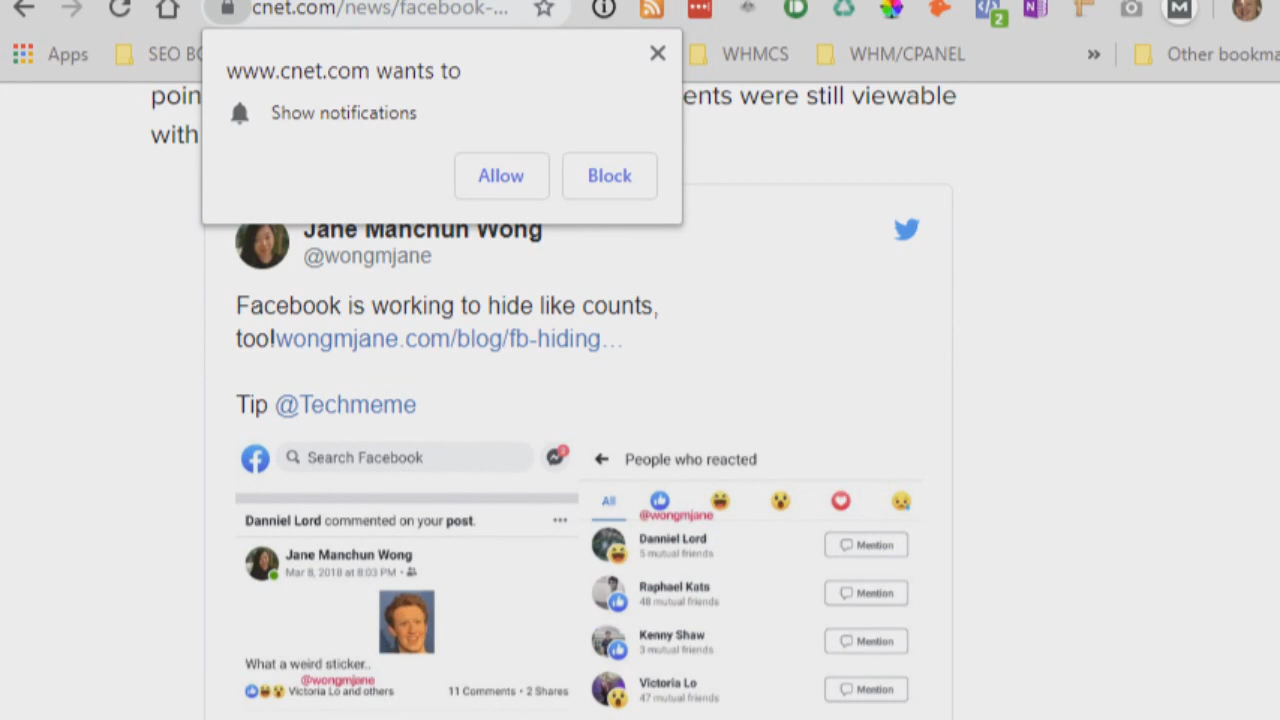 cnet.com/news/facebook-...
2
Apps
SEO BO
WHMCS
WHM/CPANEL
»
Other bookma
www.cnet.com wants to
Show notifications
Allow
Block
poin
ents were still viewable
with
Jane Manchun Wong
@wongmjane
Facebook is working to hide like counts,
too!wongmjane.com/blog/fb-hiding…
Tip @Techmeme
Search Facebook
Danniel Lord commented on your post.
Jane Manchun Wong
Mar 8, 2018 at 8:03 PM
What a weird sticker..
@wongmjane
Victoria Lo and others
11 Comments • 2 Shares
People who reacted
All
@wongmjane
Danniel Lord
5 mutual friends
Mention
Raphael Kats
48 mutual friends
Mention
Kenny Shaw
3 mutual friends
Mention
Victoria Lo
47 mutual friends
Mention